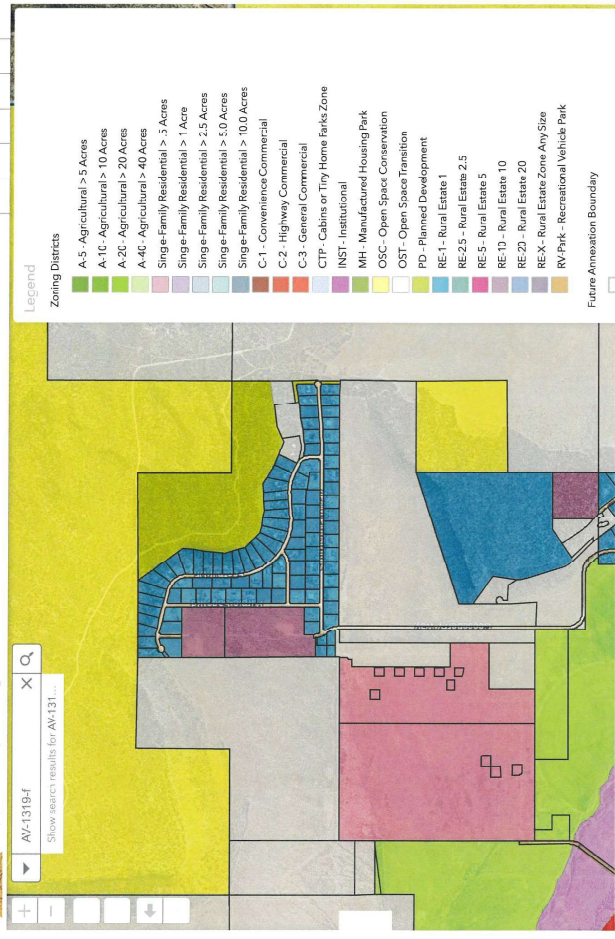 AV-1319-f
Show search results for AV-131...
Legend
Zoning Districts
A-5 - Agricultural > 5 Acres
A-10 - Agricultural > 10 Acres
A-20 - Agricultural > 20 Acres
A-40 - Agricultural > 40 Acres
Singe-Family Residential > .5 Acres
Singe-Family Residential > 1 Acre
Singe-Family Residential > 2.5 Acres
Singe-Family Residential > 5.0 Acres
Singe-Family Residential > 10.0 Acres
C-1 - Convenience Commercial
C-2 - Highway Commercial
C-3 - General Commercial
CTP - Cabins or Tiny Home Parks Zone
INST - Institutional
MH - Manufactured Housing Park
OSC - Open Space Conservation
OST - Open Space Transition
PD - Planned Development
RE-1 - Rural Estate 1
RE-2.5 - Rural Estate 2.5
RE-5 - Rural Estate 5
RE-10 - Rural Estate 10
RE-20 - Rural Estate 20
RE-X - Rural Estate Zone Any Size
RV-Park - Recreational Vehicle Park
Future Annexation Boundary